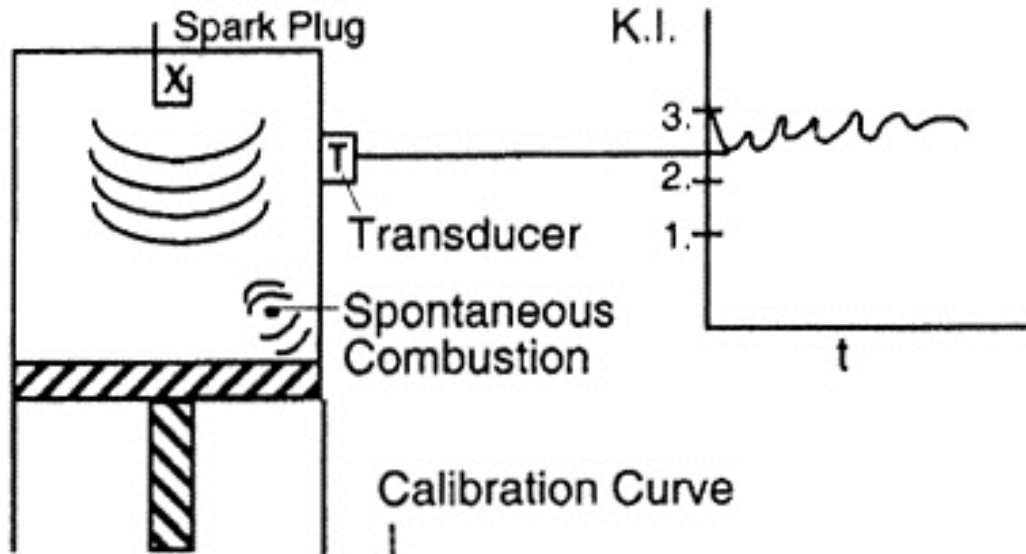 Spark Plug
X
T
Transducer
Spontaneous
Combustion
K.I.
3.
2.
1.
t
Calibration Curve